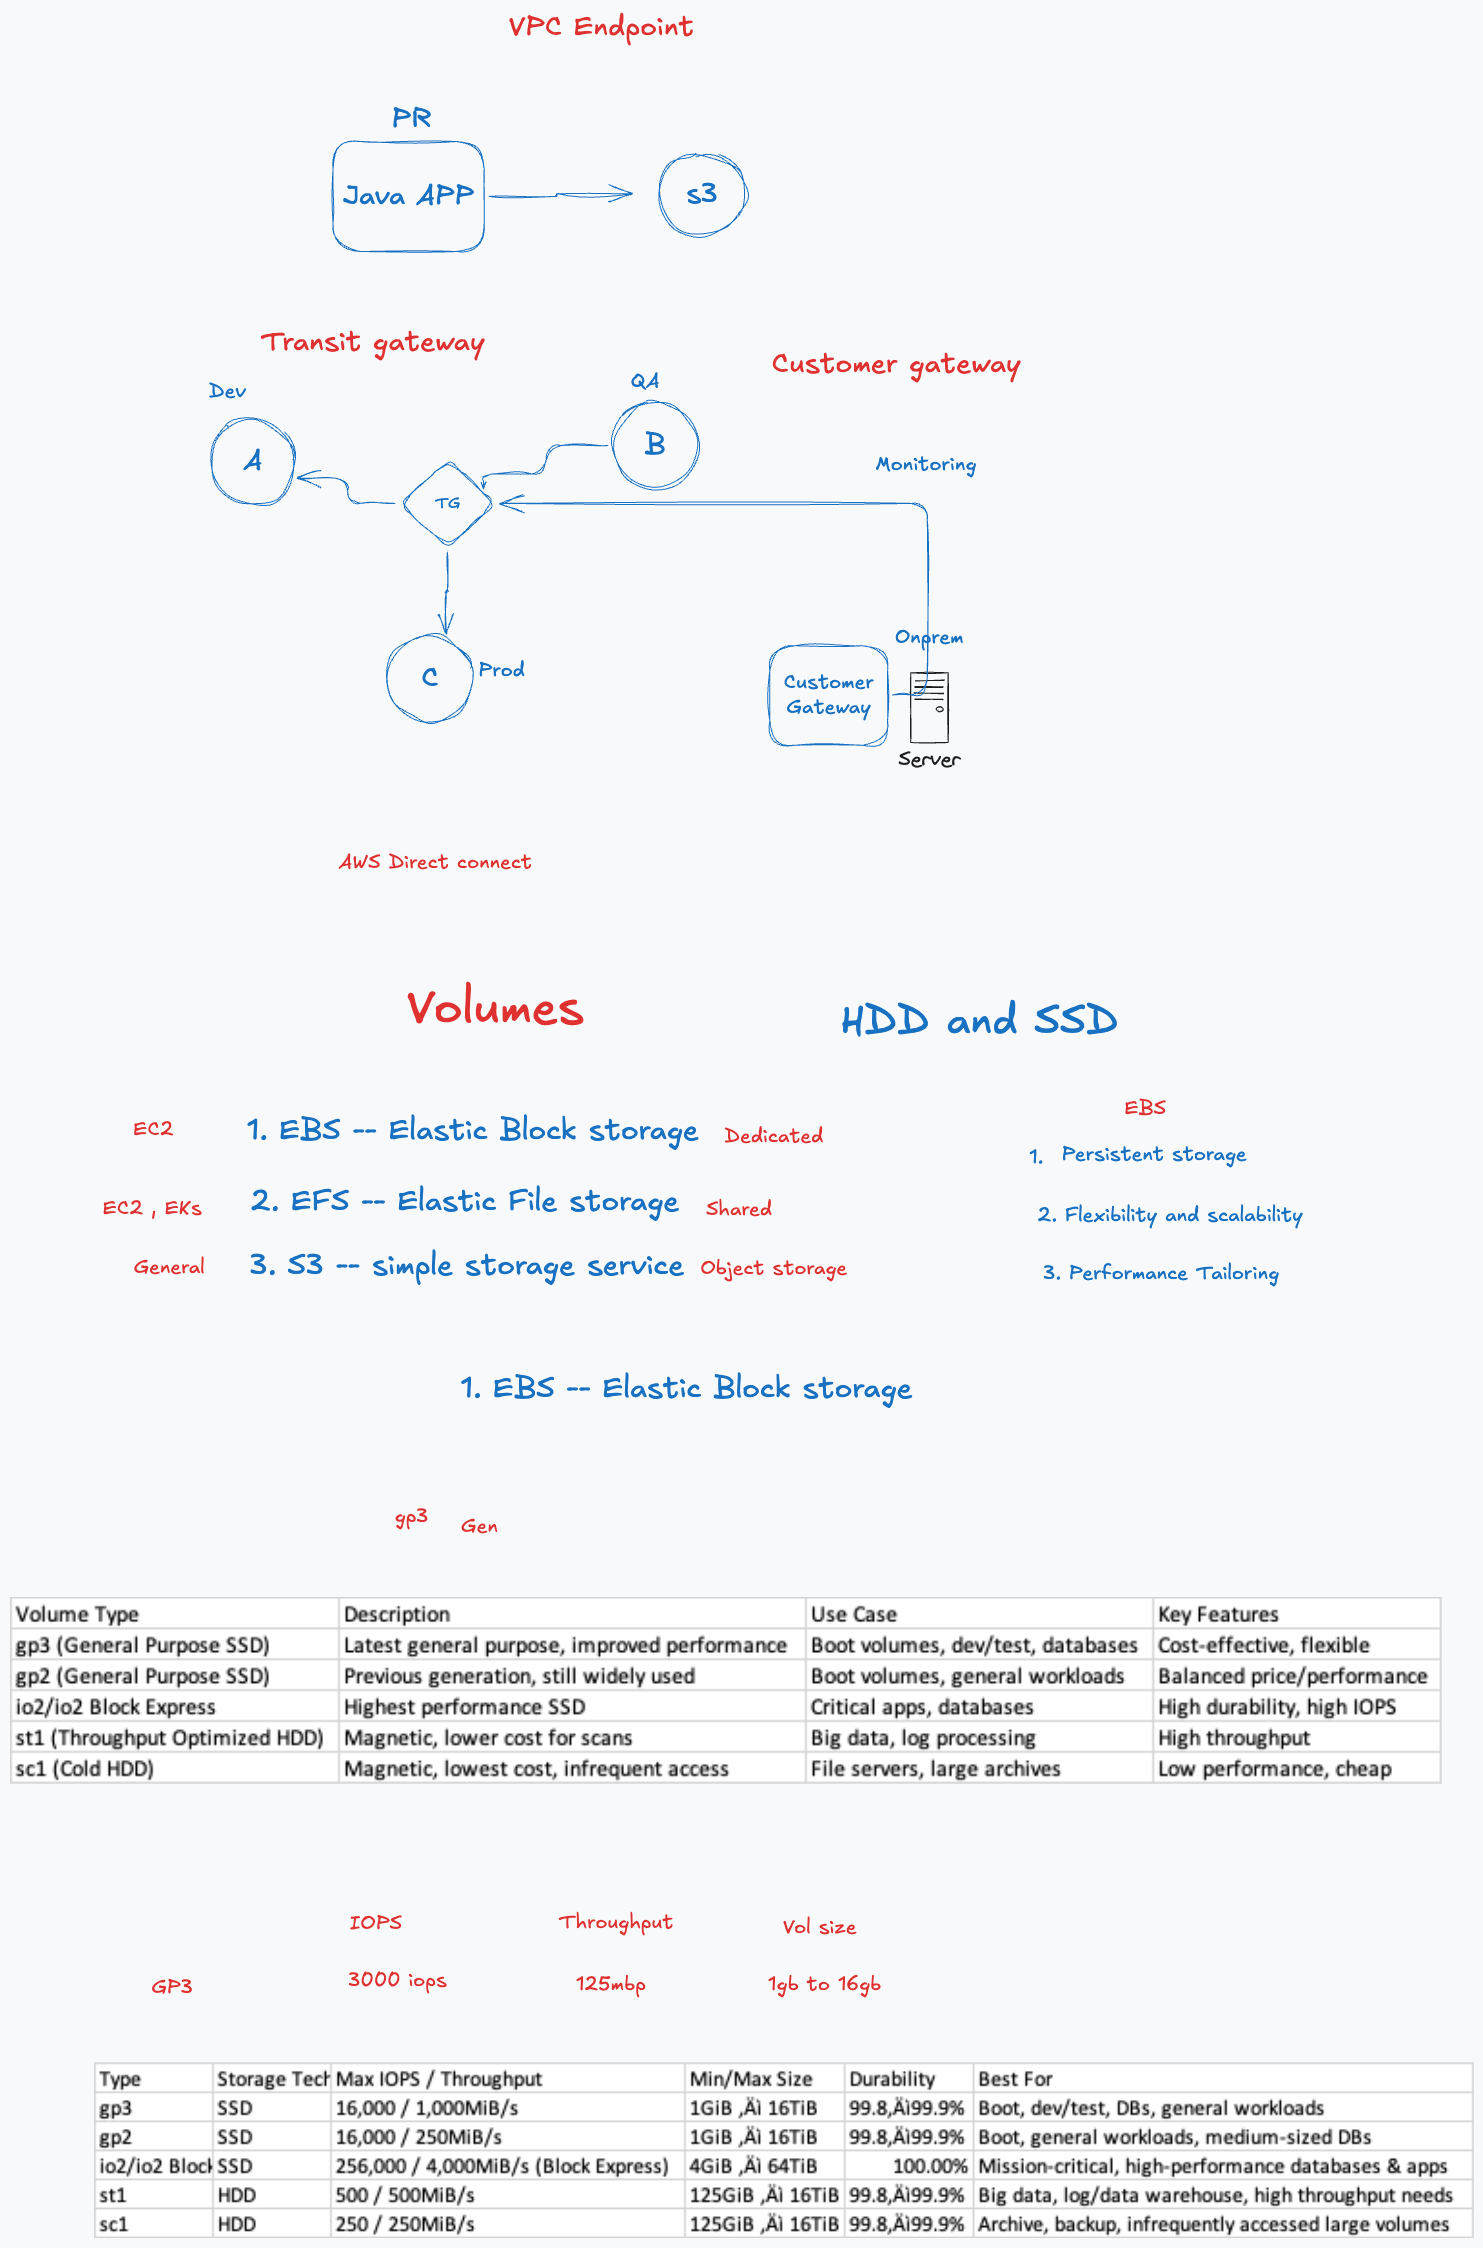 VPC Endpoint
PR
Java APP
s3
Transit gateway
Customer gateway
Dev
QA
A
B
Monitoring
TG
Onprem
C
Prod
Customer
Gateway
Server
AWS Direct connect
Volumes
HDD and SSD
EBS
EC2 1. EBS -- Elastic Block storage Dedicated
1. Persistent storage
EC2 , EKs 2. EFS -- Elastic File storage Shared
2. Flexibility and scalability
General 3. S3 -- simple storage service Object storage
3. Performance Tailoring
1. EBS -- Elastic Block storage
gp3 Gen
Volume Type Description Use Case Key Features
gp3 (General Purpose SSD) Latest general purpose, improved performance Boot volumes, dev/test, databases Cost-effective, flexible
gp2 (General Purpose SSD) Previous generation, still widely used Boot volumes, general workloads Balanced price/performance
io2/io2 Block Express Highest performance SSD Critical apps, databases High durability, high IOPS
st1 (Throughput Optimized HDD) Magnetic, lower cost for scans Big data, log processing High throughput
sc1 (Cold HDD) Magnetic, lowest cost, infrequent access File servers, large archives Low performance, cheap
IOPS Throughput Vol size
GP3 3000 iops 125mbp 1gb to 16gb
Type Storage Tech Max IOPS / Throughput Min/Max Size Durability Best For
gp3 SSD 16,000 / 1,000MiB/s 1GiB ‚Äì 16TiB 99.8‚Äì99.9% Boot, dev/test, DBs, general workloads
gp2 SSD 16,000 / 250MiB/s 1GiB ‚Äì 16TiB 99.8‚Äì99.9% Boot, general workloads, medium-sized DBs
io2/io2 Block SSD 256,000 / 4,000MiB/s (Block Express) 4GiB ‚Äì 64TiB 100.00% Mission-critical, high-performance databases & apps
st1 HDD 500 / 500MiB/s 125GiB ‚Äì 16TiB 99.8‚Äì99.9% Big data, log/data warehouse, high throughput needs
sc1 HDD 250 / 250MiB/s 125GiB ‚Äì 16TiB 99.8‚Äì99.9% Archive, backup, infrequently accessed large volumes